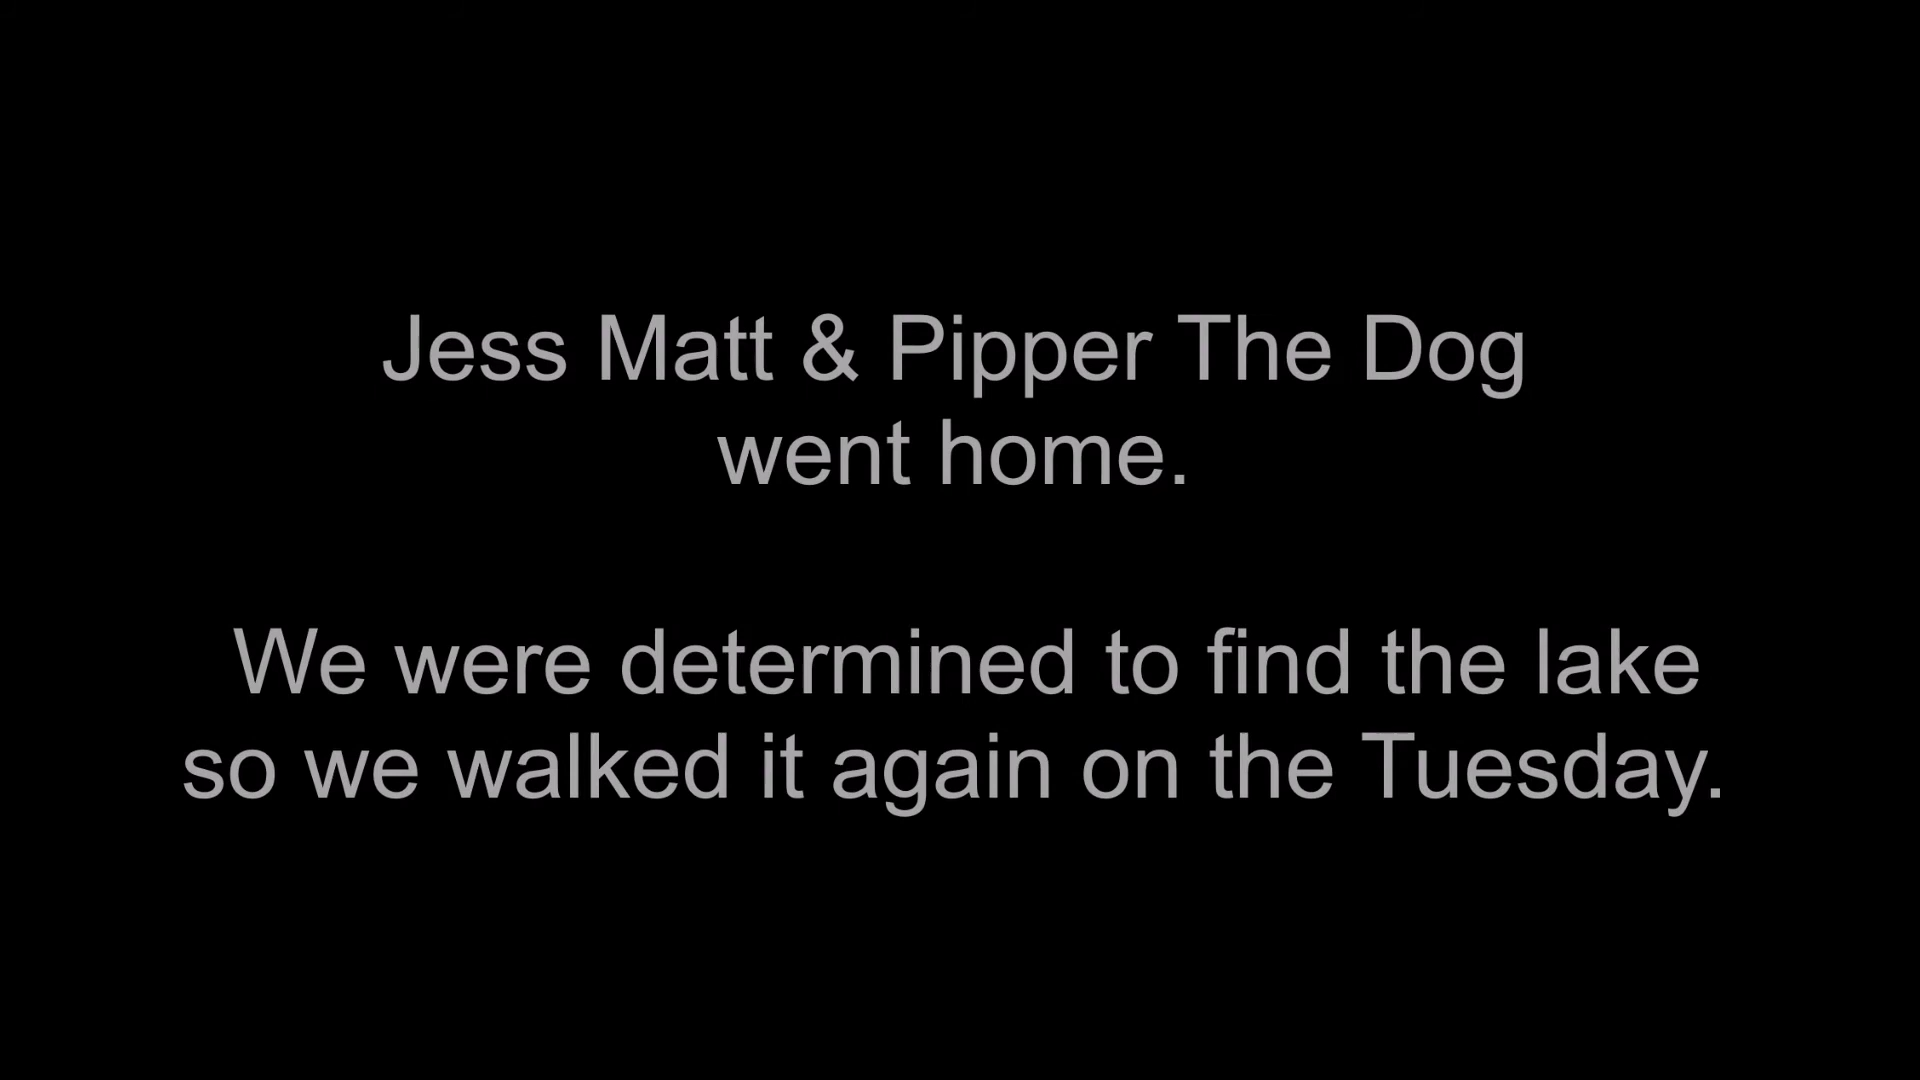 Jess Matt & Pipper The Dog
went home.
We were determined to find the lake
so we walked it again on the Tuesday.